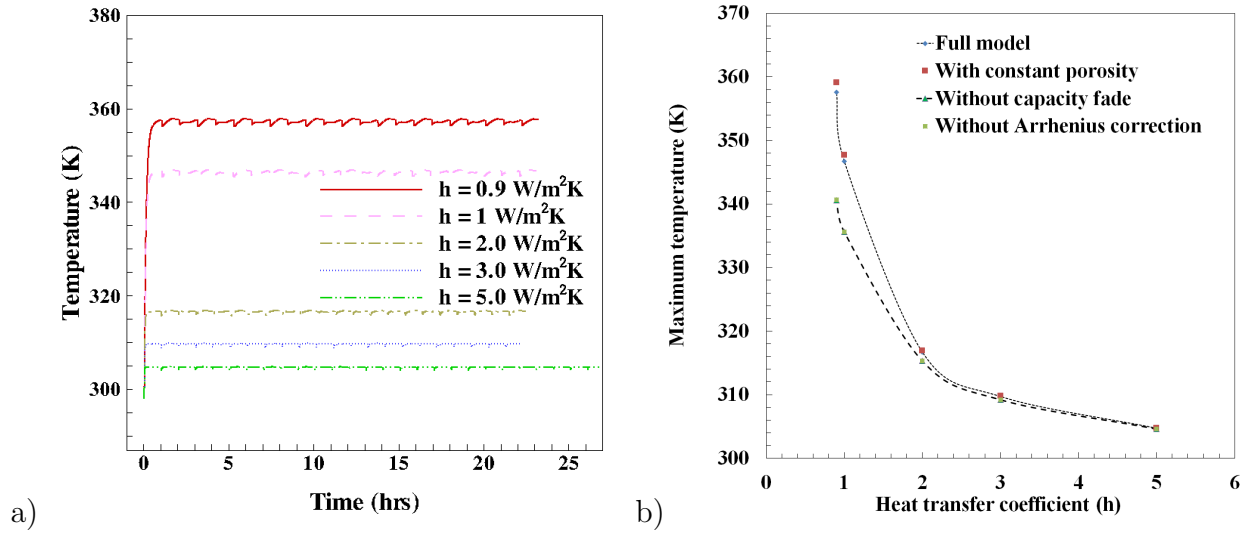 380
360
340
320
300
Temperature (K)
h = 0.9 W/m²K
h = 1 W/m²K
h = 2.0 W/m²K
h = 3.0 W/m²K
h = 5.0 W/m²K
0 5 10 15 20 25
Time (hrs)
a)
370
360
350
340
330
320
310
300
Maximum temperature (K)
Full model
With constant porosity
Without capacity fade
Without Arrhenius correction
0 1 2 3 4 5 6
Heat transfer coefficient (h)
b)